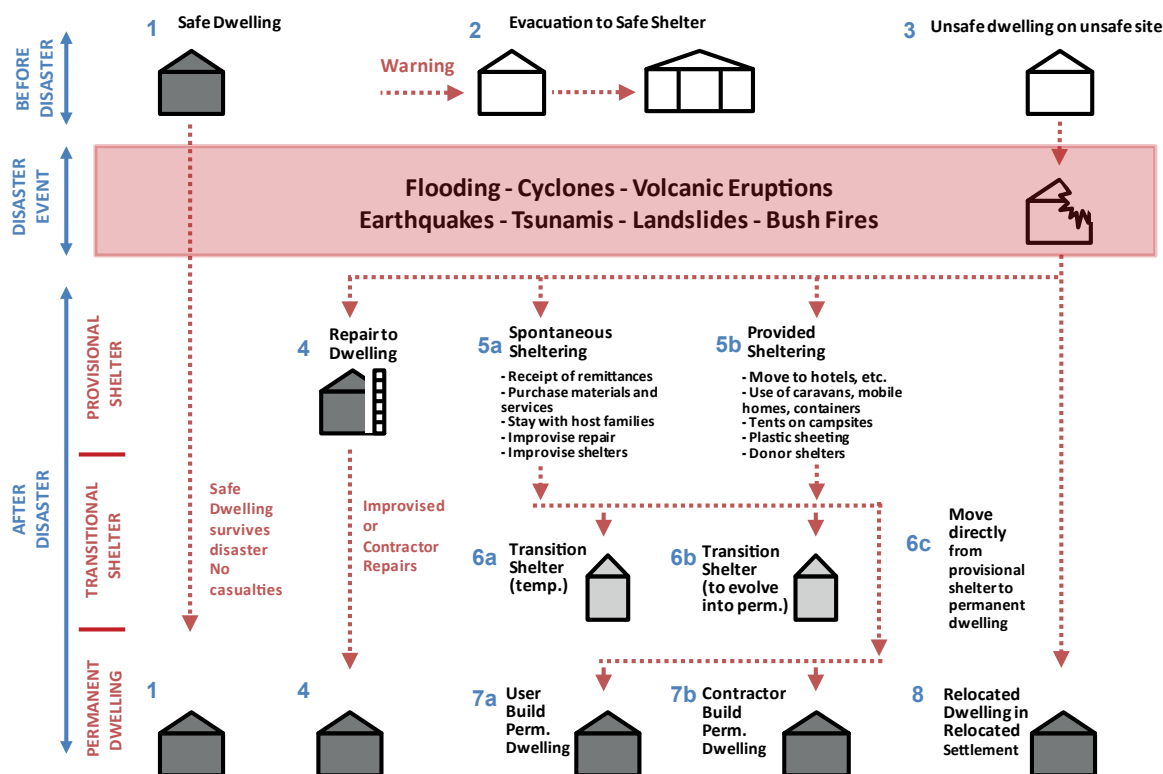 1
Safe Dwelling
2
Evacuation to Safe Shelter
3
Unsafe dwelling on unsafe site
BEFORE
DISASTER
Warning
DISASTER
EVENT
Flooding - Cyclones - Volcanic Eruptions
Earthquakes - Tsunamis - Landslides - Bush Fires
AFTER
DISASTER
PROVISIONAL
SHELTER
4
Repair to
Dwelling
5a
Spontaneous
Sheltering
- Receipt of remittances
- Purchase materials and
services
- Stay with host families
- Improvise repair
- Improvise shelters
5b
Provided
Sheltering
- Move to hotels, etc.
- Use of caravans, mobile
homes, containers
- Tents on campsites
- Plastic sheeting
- Donor shelters
TRANSITIONAL
SHELTER
Safe
Dwelling
survives
disaster
No
casualties
Improvised
or
Contractor
Repairs
6a
Transition
Shelter
(temp.)
6b
Transition
Shelter
(to evolve
into perm.)
6c
Move
directly
from
provisional
shelter to
permanent
dwelling
PERMANENT
DWELLING
1
4
7a
User
Build
Perm.
Dwelling
7b
Contractor
Build
Perm.
Dwelling
8
Relocated
Dwelling in
Relocated
Settlement